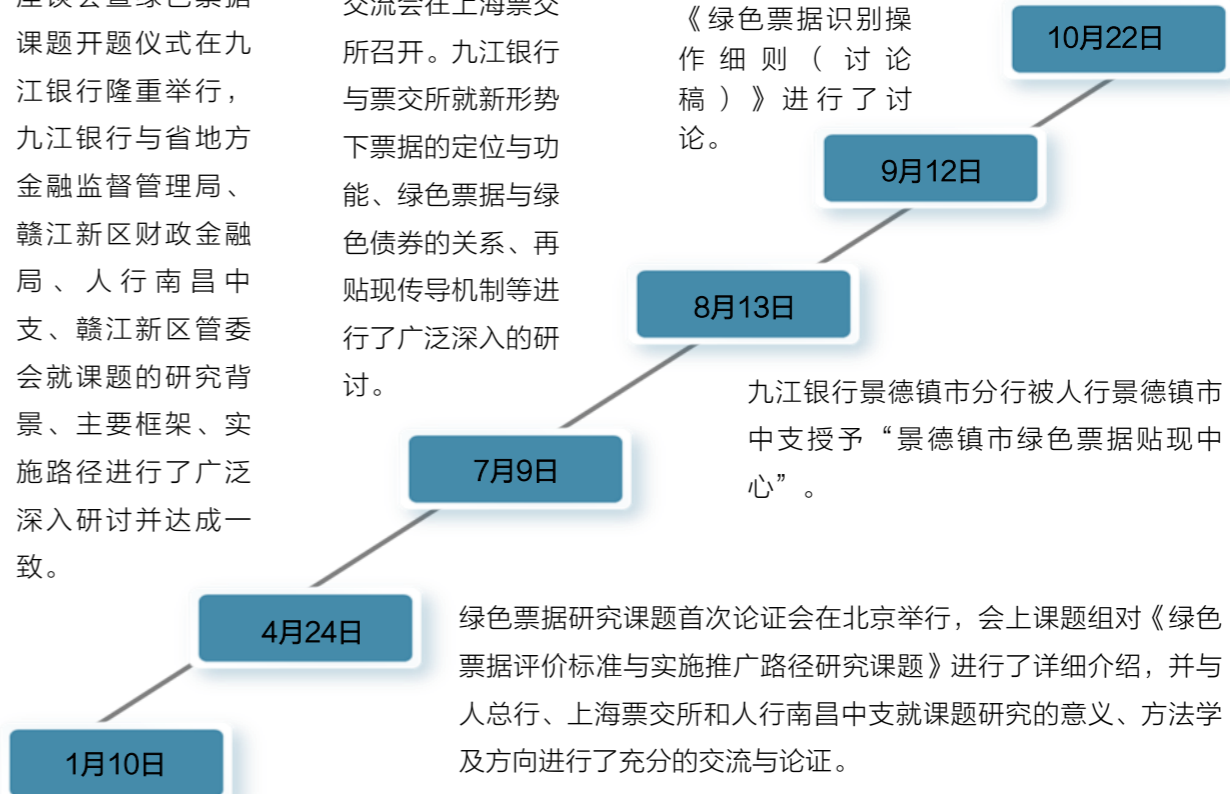 座谈会暨绿色票据
课题开题仪式在九
江银行隆重举行，
九江银行与省地方
金融监督管理局、
赣江新区财政金融
局、人行南昌中
支、赣江新区管委
会就课题的研究背
景、主要框架、实
施路径进行了广泛
深入研讨并达成一
致。
交流会在上海票交
所召开。九江银行
与票交所就新形势
下票据的定位与功
能、绿色票据与绿
色债券的关系、再
贴现传导机制等进
行了广泛深入的研
讨。
《绿色票据识别操
作细则（讨论
稿）》进行了讨
论。
10月22日
9月12日
8月13日
九江银行景德镇市分行被人行景德镇市
中支授予“景德镇市绿色票据贴现中
心”。
7月9日
4月24日
绿色票据研究课题首次论证会在北京举行，会上课题组对《绿色
票据评价标准与实施推广路径研究课题》进行了详细介绍，并与
人总行、上海票交所和人行南昌中支就课题研究的意义、方法学
及方向进行了充分的交流与论证。
1月10日